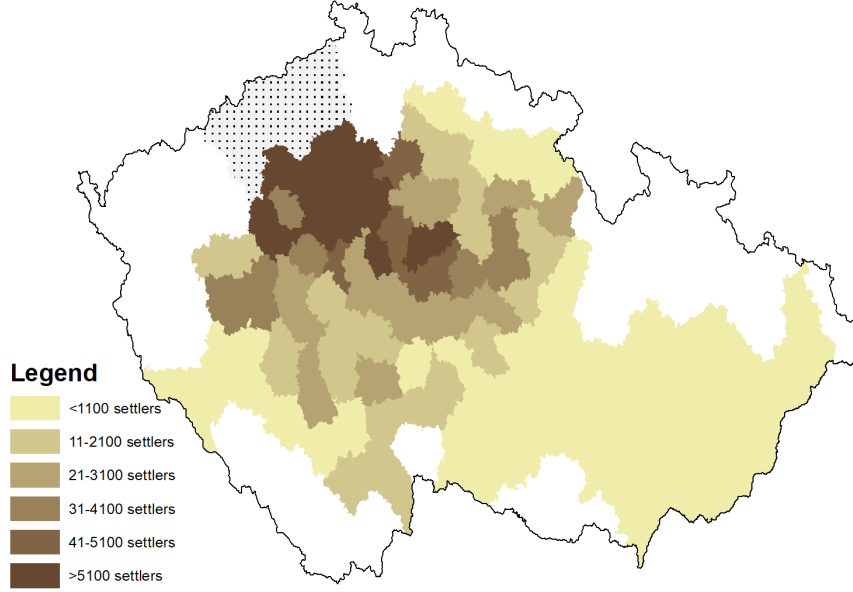 Legend
<1100 settlers
11-2100 settlers
21-3100 settlers
31-4100 settlers
41-5100 settlers
>5100 settlers